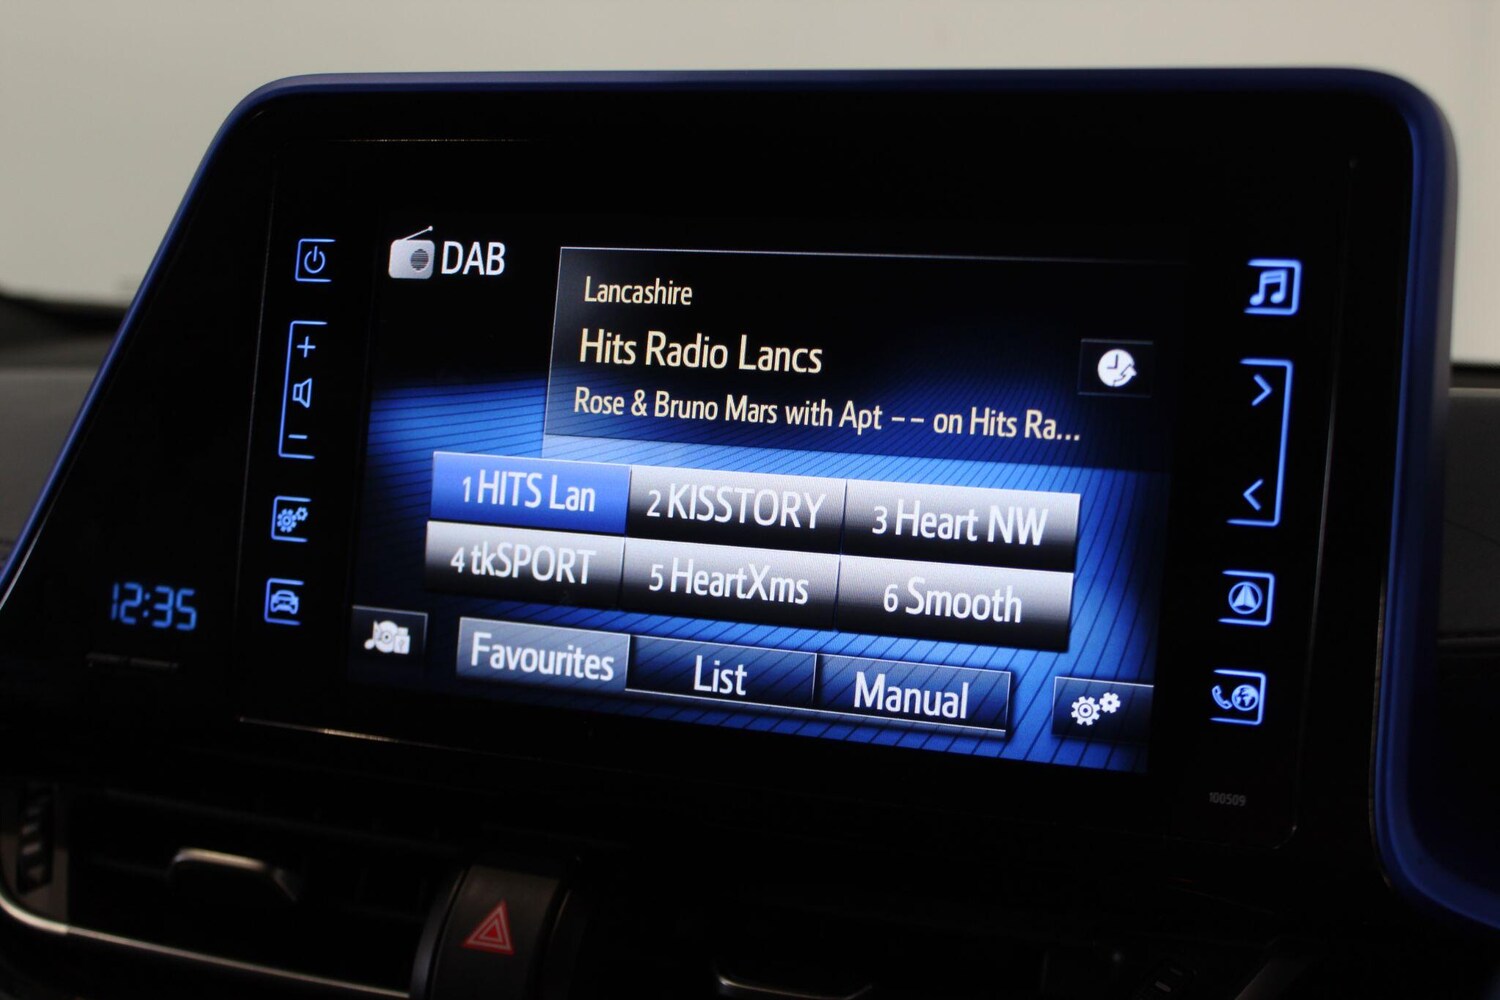 DAB
Lancashire
Hits Radio Lancs
Rose & Bruno Mars with Apt -- on Hits Ra...
1 HITS Lan
2 KISSTORY
3 Heart NW
4 tkSPORT
5 HeartXms
6 Smooth
12:35
Favourites
List
Manual
100509